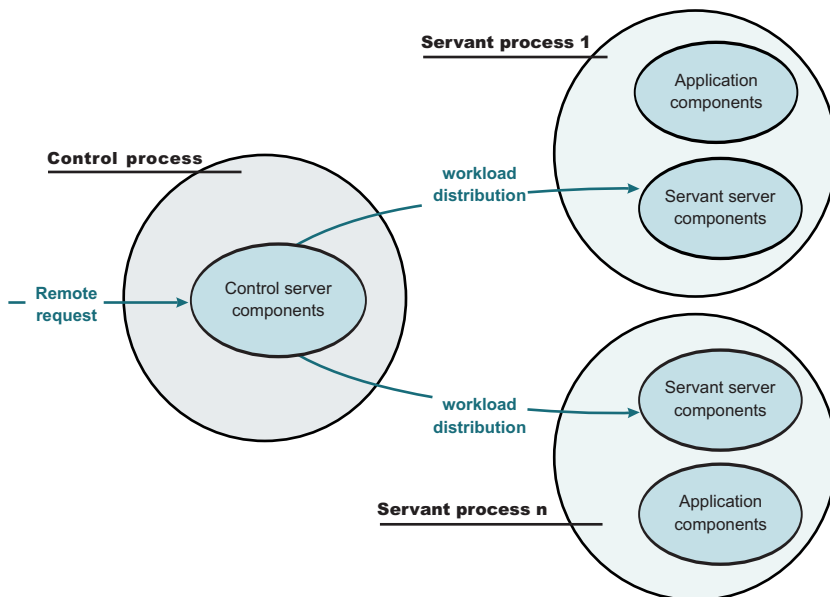 Servant process 1
Application
components
Control process
workload
distribution
Servant server
components
Remote
request
Control server
components
Servant server
components
workload
distribution
Servant process n
Application
components